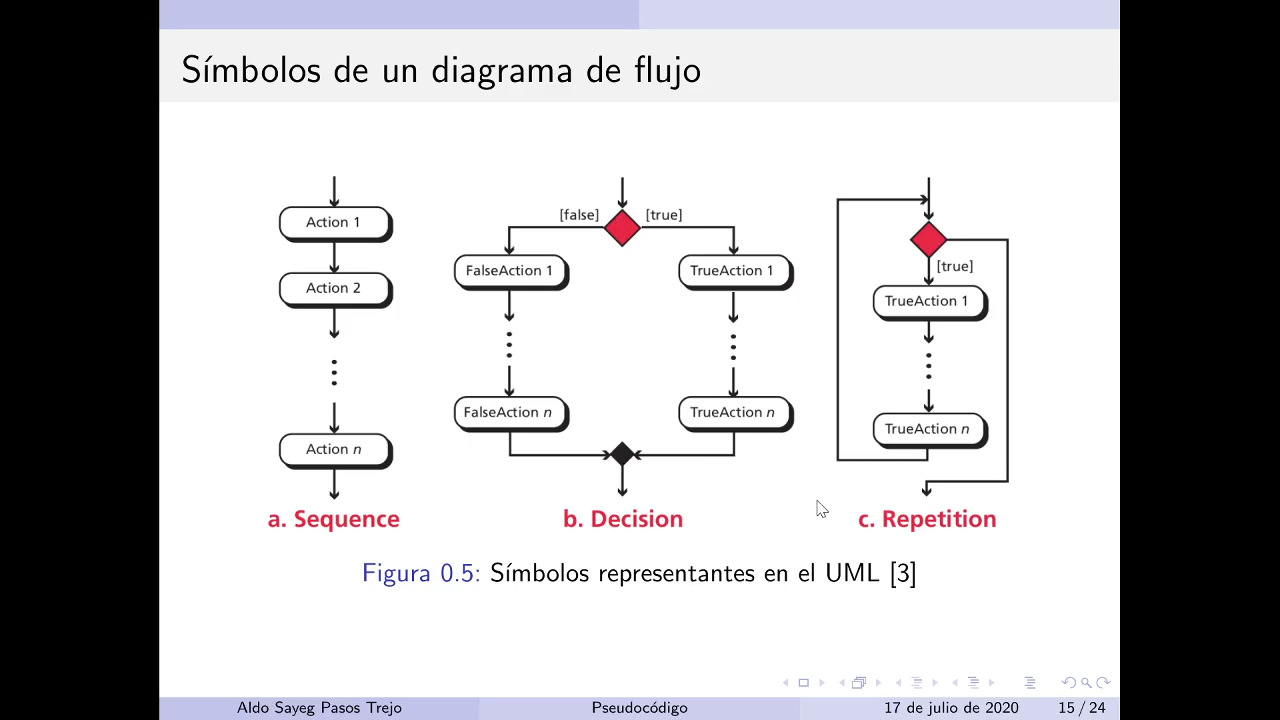 Símbolos de un diagrama de flujo
Action 1
Action 2
Action n
a. Sequence
[false] [true]
FalseAction 1 TrueAction 1
FalseAction n TrueAction n
b. Decision
[true]
TrueAction 1
TrueAction n
c. Repetition
Figura 0.5: Símbolos representantes en el UML [3]
Aldo Sayeg Pasos Trejo Pseudocódigo 17 de julio de 2020 15 / 24